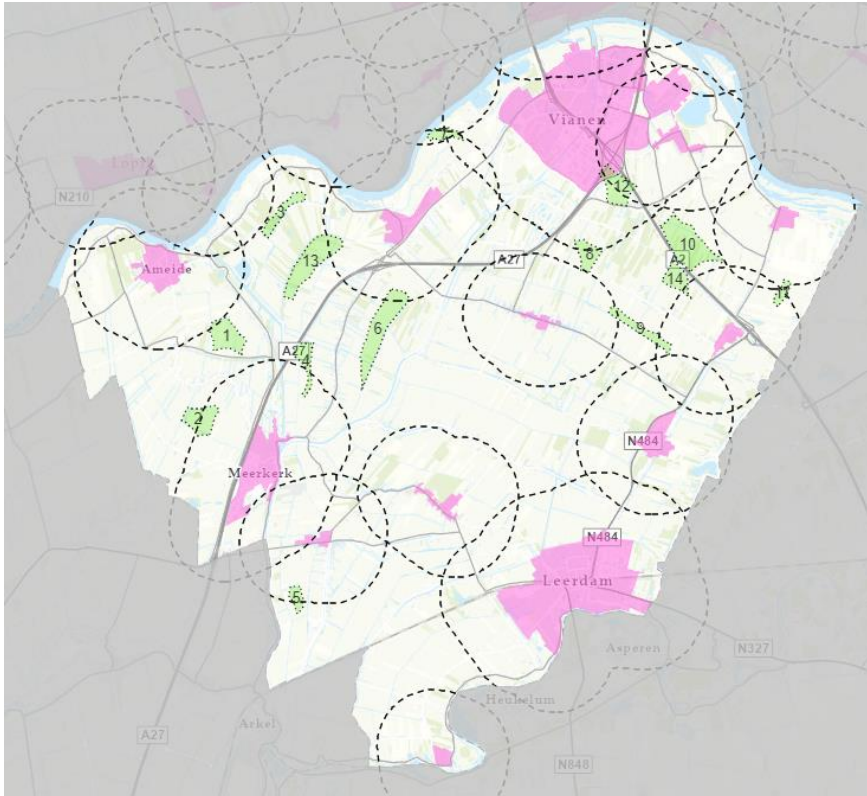 Vianen
Lopik
N210
7
12
3
10
13
8
A2
A27
Ameide
14
11
9
6
1
A27
4
2
N484
Meerkerk
N484
Leerdam
5
Asperen
N327
Heukelum
Arkel
A27
N848